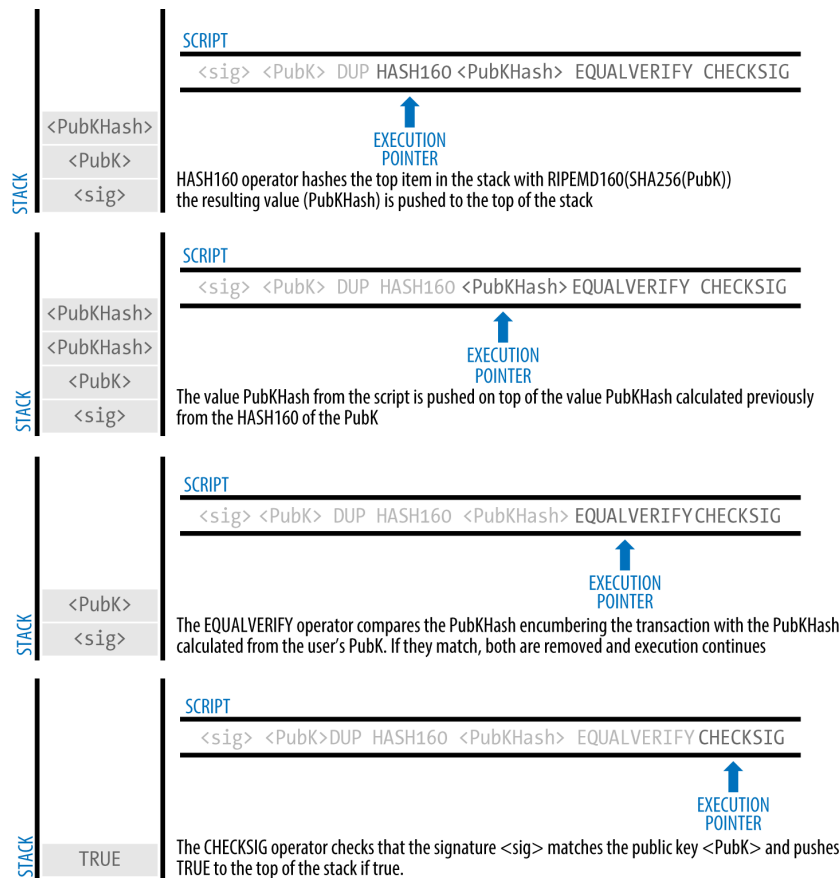 SCRIPT
<sig> <PubK> DUP HASH160 <PubKHash> EQUALVERIFY CHECKSIG
EXECUTION
POINTER
<PubKHash>
<PubK>
<sig>
STACK
HASH160 operator hashes the top item in the stack with RIPEMD160(SHA256(PubK))
the resulting value (PubKHash) is pushed to the top of the stack
SCRIPT
<sig> <PubK> DUP HASH160 <PubKHash> EQUALVERIFY CHECKSIG
EXECUTION
POINTER
<PubKHash>
<PubKHash>
<PubK>
<sig>
STACK
The value PubKHash from the script is pushed on top of the value PubKHash calculated previously
from the HASH160 of the PubK
SCRIPT
<sig> <PubK> DUP HASH160 <PubKHash> EQUALVERIFY CHECKSIG
EXECUTION
POINTER
<PubK>
<sig>
STACK
The EQUALVERIFY operator compares the PubKHash encumbering the transaction with the PubKHash
calculated from the user's PubK. If they match, both are removed and execution continues
SCRIPT
<sig> <PubK> DUP HASH160 <PubKHash> EQUALVERIFY CHECKSIG
EXECUTION
POINTER
TRUE
STACK
The CHECKSIG operator checks that the signature <sig> matches the public key <PubK> and pushes
TRUE to the top of the stack if true.